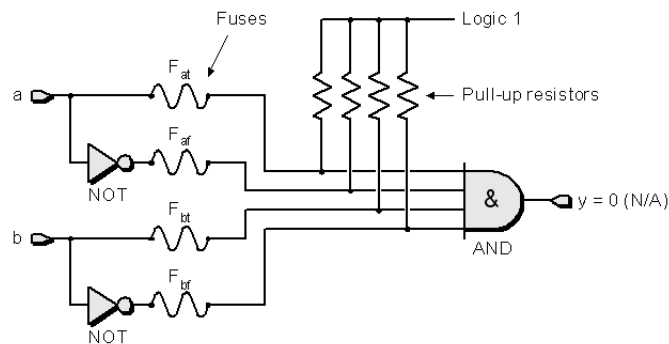 Fuses
Logic 1
Fat
a
Pull-up resistors
Faf
NOT
&
y = 0 (N/A)
Fbt
b
AND
Fbf
NOT